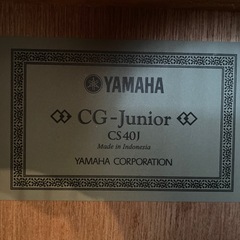 YAMAHA
CG-Junior
CS40J
Made in Indonesia
YAMAHA CORPORATION